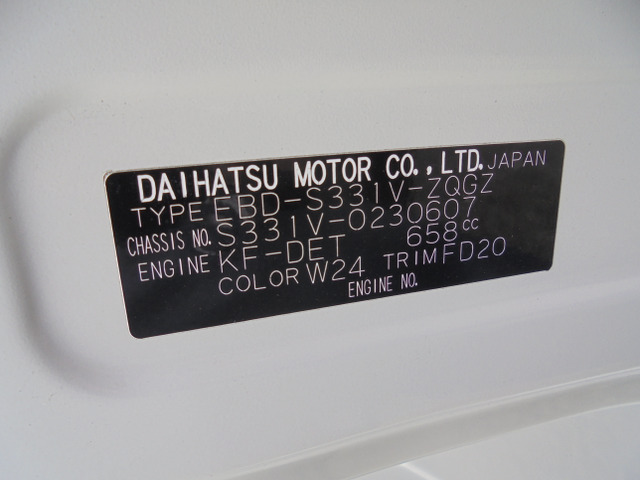 DAIHATSU MOTOR CO., LTD. JAPAN
TYPE EBD-S331V-ZQGZ
CHASSIS NO. S331V-0230607
ENGINE KF-DET 658cc
COLOR W24 TRIM FD20
ENGINE NO.